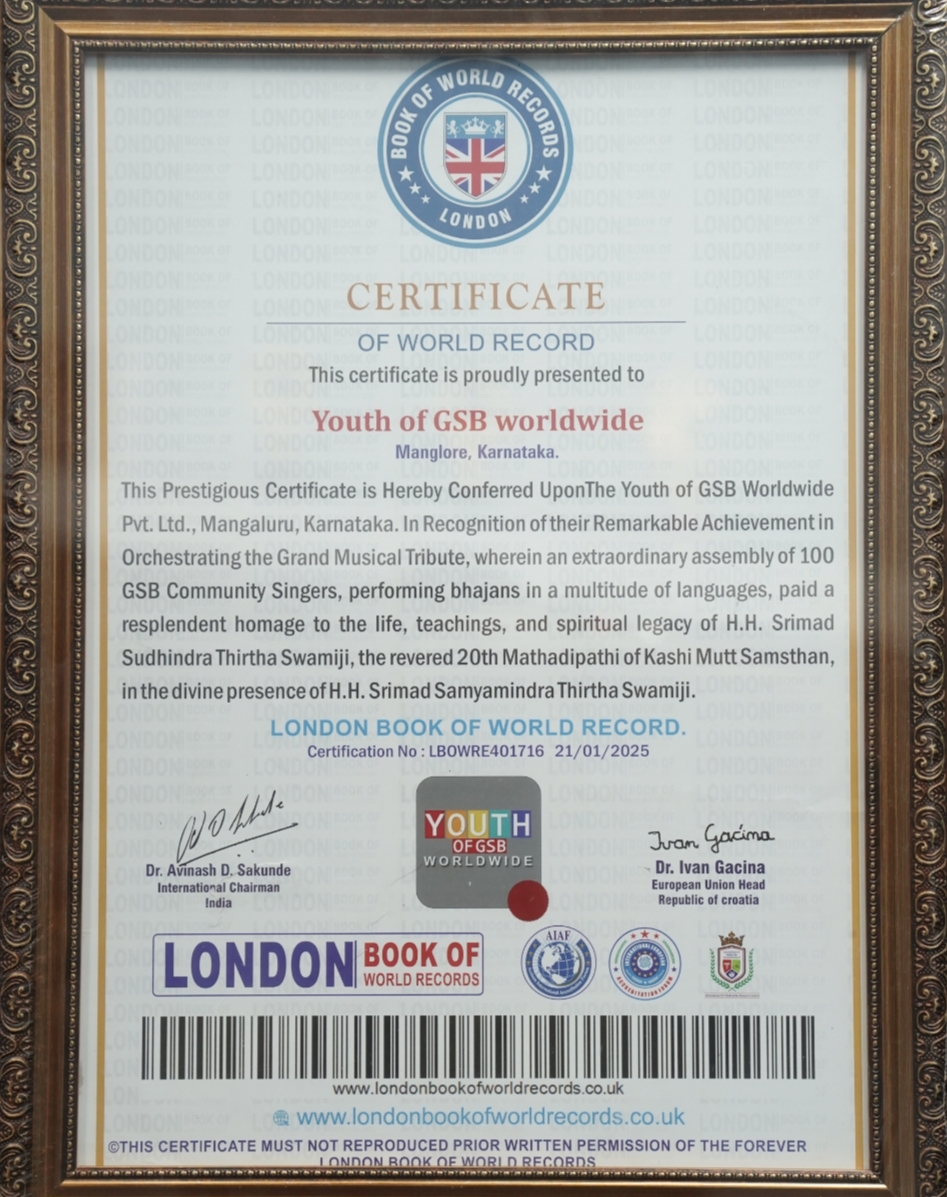 BOOK OF WORLD RECORDS
LONDON
CERTIFICATE
OF WORLD RECORD
This certificate is proudly presented to
Youth of GSB worldwide
Manglore, Karnataka.
This Prestigious Certificate is Hereby Conferred UponThe Youth of GSB Worldwide
Pvt. Ltd., Mangaluru, Karnataka. In Recognition of their Remarkable Achievement in
Orchestrating the Grand Musical Tribute, wherein an extraordinary assembly of 100
GSB Community Singers, performing bhajans in a multitude of languages, paid a
resplendent homage to the life, teachings, and spiritual legacy of H.H. Srimad
Sudhindra Thirtha Swamiji, the revered 20th Mathadipathi of Kashi Mutt Samsthan,
in the divine presence of H.H. Srimad Samyamindra Thirtha Swamiji.
LONDON BOOK OF WORLD RECORD.
Certification No : LBOWRE401716 21/01/2025
YOUTH
OF GSB
WORLDWIDE
Dr. Avinash D. Sakunde
International Chairman
India
Ivan Gacina
Dr. Ivan Gacina
European Union Head
Republic of croatia
LONDON BOOK OF
WORLD RECORDS
AIAF
www.londonbookofworldrecords.co.uk
www.londonbookofworldrecords.co.uk
©THIS CERTIFICATE MUST NOT REPRODUCED PRIOR WRITTEN PERMISSION OF THE FOREVER
LONDON BOOK OF WORLD RECORDS